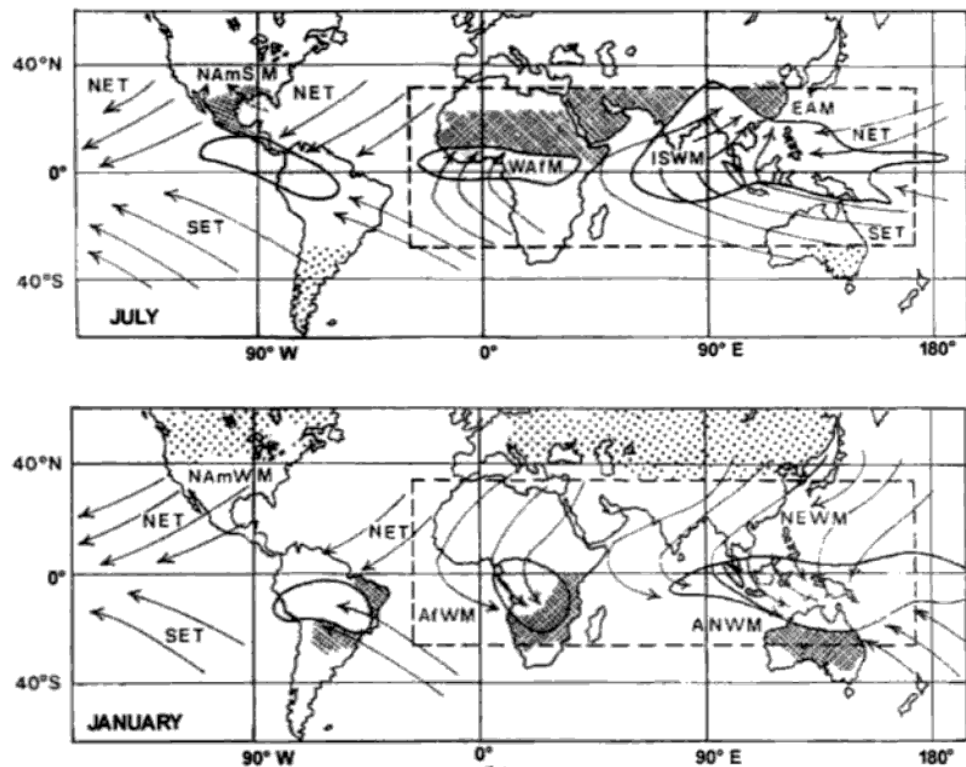 40°N
NAmSM
NET
NET
EAM
NET
0°
WAfM
ISWM
SET
SET
40°S
JULY
90° W
0°
90° E
180°
40°N
NAmWM
NET
NET
NEWM
0°
AfWM
ANWM
SET
40°S
JANUARY
90° W
0°
90° E
180°